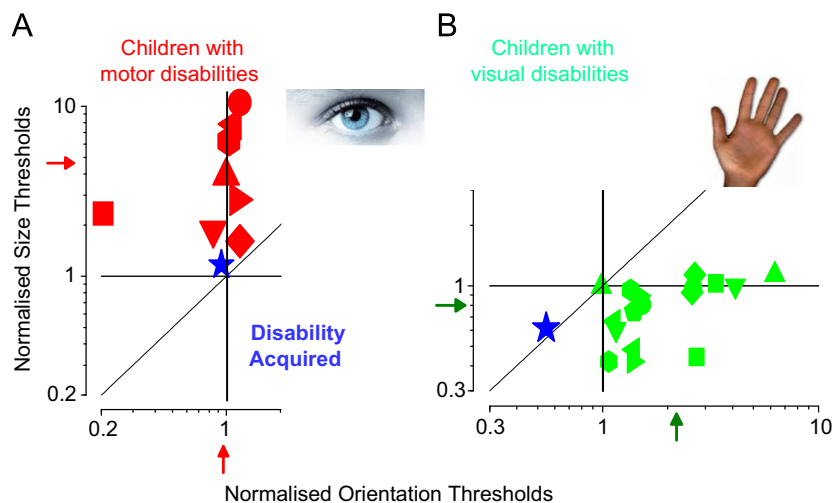 A
B
Children with
motor disabilities
Children with
visual disabilities
Normalised Size Thresholds
10
1
0.2
Disability
Acquired
0.2
1
1
0.3
0.3
1
10
Normalised Orientation Thresholds